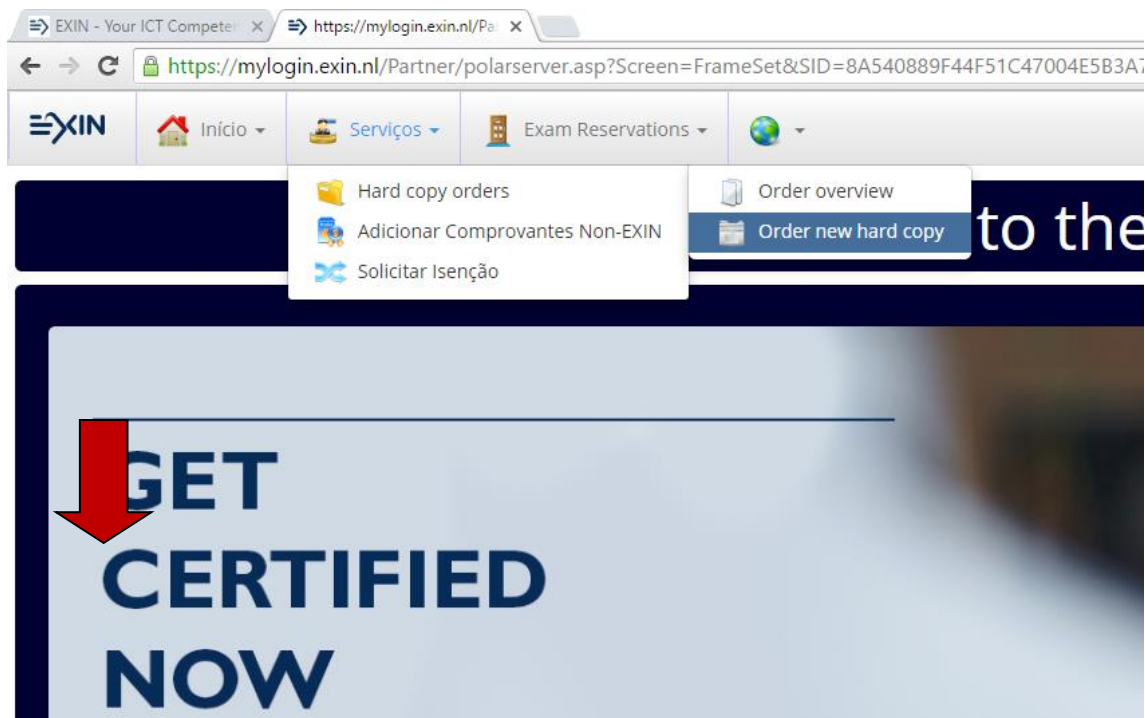 EXIN - Your ICT Competen
https://mylogin.exin.nl/Pa
https://mylogin.exin.nl/Partner/polarserver.asp?Screen=FrameSet&SID=8A540889F44F51C47004E5B3A7
EXIN Início Serviços Exam Reservations
Hard copy orders
Adicionar Comprovantes Non-EXIN
Solicitar Isenção
Order overview
Order new hard copy
to the
GET
CERTIFIED
NOW